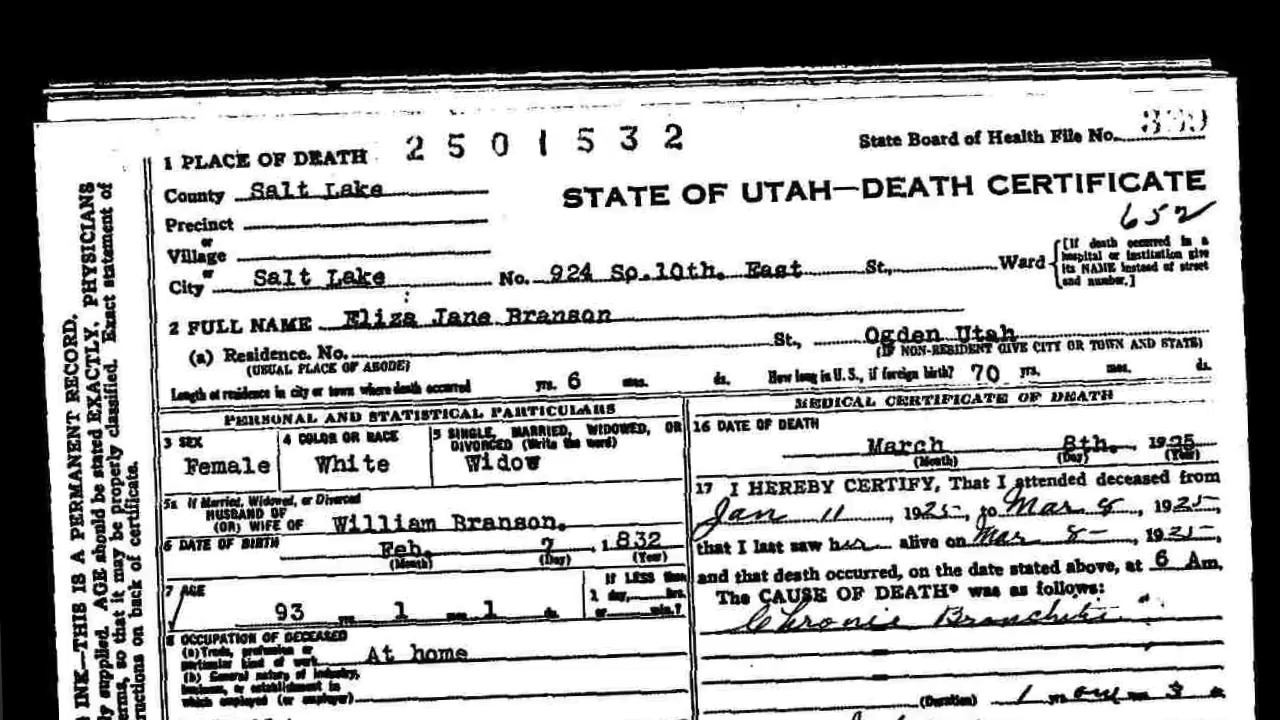 2501532
State Board of Health File No.
1 PLACE OF DEATH
County Salt Lake
STATE OF UTAH—DEATH CERTIFICATE
652
Precinct
or
Village
or
City Salt Lake No. 924 So. 10th. East St., Ward
[If death occurred in a
hospital or institution give
its NAME instead of street
and number.]
2 FULL NAME Eliza Jane Branson
(a) Residence. No. St., Ogden Utah
(USUAL PLACE OF ABODE) (IF NON-RESIDENT GIVE CITY OR TOWN AND STATE)
Length of residence in city or town where death occurred yrs. 6 mos. ds. How long in U.S., if foreign birth? 70 yrs. mos. ds.
PERSONAL AND STATISTICAL PARTICULARS
3 SEX
Female
4 COLOR OR RACE
White
5 SINGLE, MARRIED, WIDOWED, OR
DIVORCED (Write the word)
Widow
5a If Married, Widowed, or Divorced
HUSBAND OF
(OR) WIFE OF William Branson.
6 DATE OF BIRTH Feb. 7, 1832
(Month) (Day) (Year)
7 AGE
93 1 1
If LESS than
1 day, hrs.
or min.?
8 OCCUPATION OF DECEASED
(a) Trade, profession or
particular kind of work At home
(b) General nature of industry,
business, or establishment in
which employed (or employer)
MEDICAL CERTIFICATE OF DEATH
16 DATE OF DEATH
March 8th. 1925
(Month) (Day) (Year)
17 I HEREBY CERTIFY, That I attended deceased from
Jan 11, 1925, to Mar 8, 1925,
that I last saw her alive on Mar 8, 1925,
and that death occurred, on the date stated above, at 6 Am.
The CAUSE OF DEATH* was as follows:
Chronic Bronchitis
(Duration) 1 yrs. mos. 3 ds.
INK—THIS IS A PERMANENT RECORD.
supplied. AGE should be stated EXACTLY. PHYSICIANS
terms, so that it may be properly classified. Exact statement of
on back of certificate.